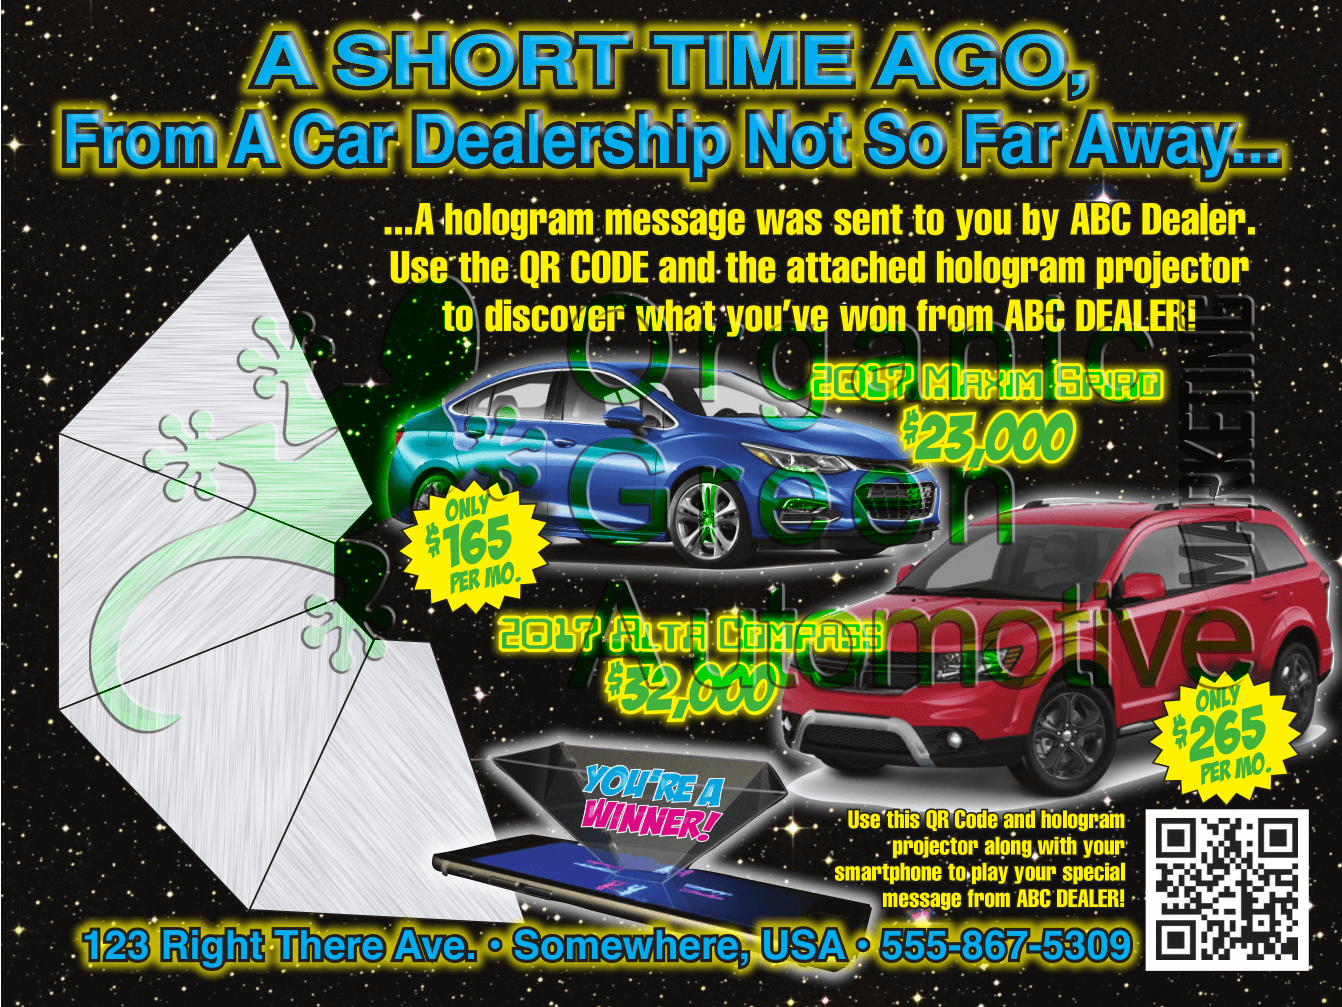 A SHORT TIME AGO,
From A Car Dealership Not So Far Away...
...A hologram message was sent to you by ABC Dealer.
Use the QR CODE and the attached hologram projector
to discover what you've won from ABC DEALER!
2017 Maxim Spiro
$23,000
ONLY
$165
PER MO.
2017 Alta Compass
$32,000
ONLY
$265
PER MO.
YOU'RE A
WINNER!
Use this QR Code and hologram
projector along with your
smartphone to play your special
message from ABC DEALER!
123 Right There Ave. • Somewhere, USA • 555-867-5309
Organic
Green
Automotive
MARKETING